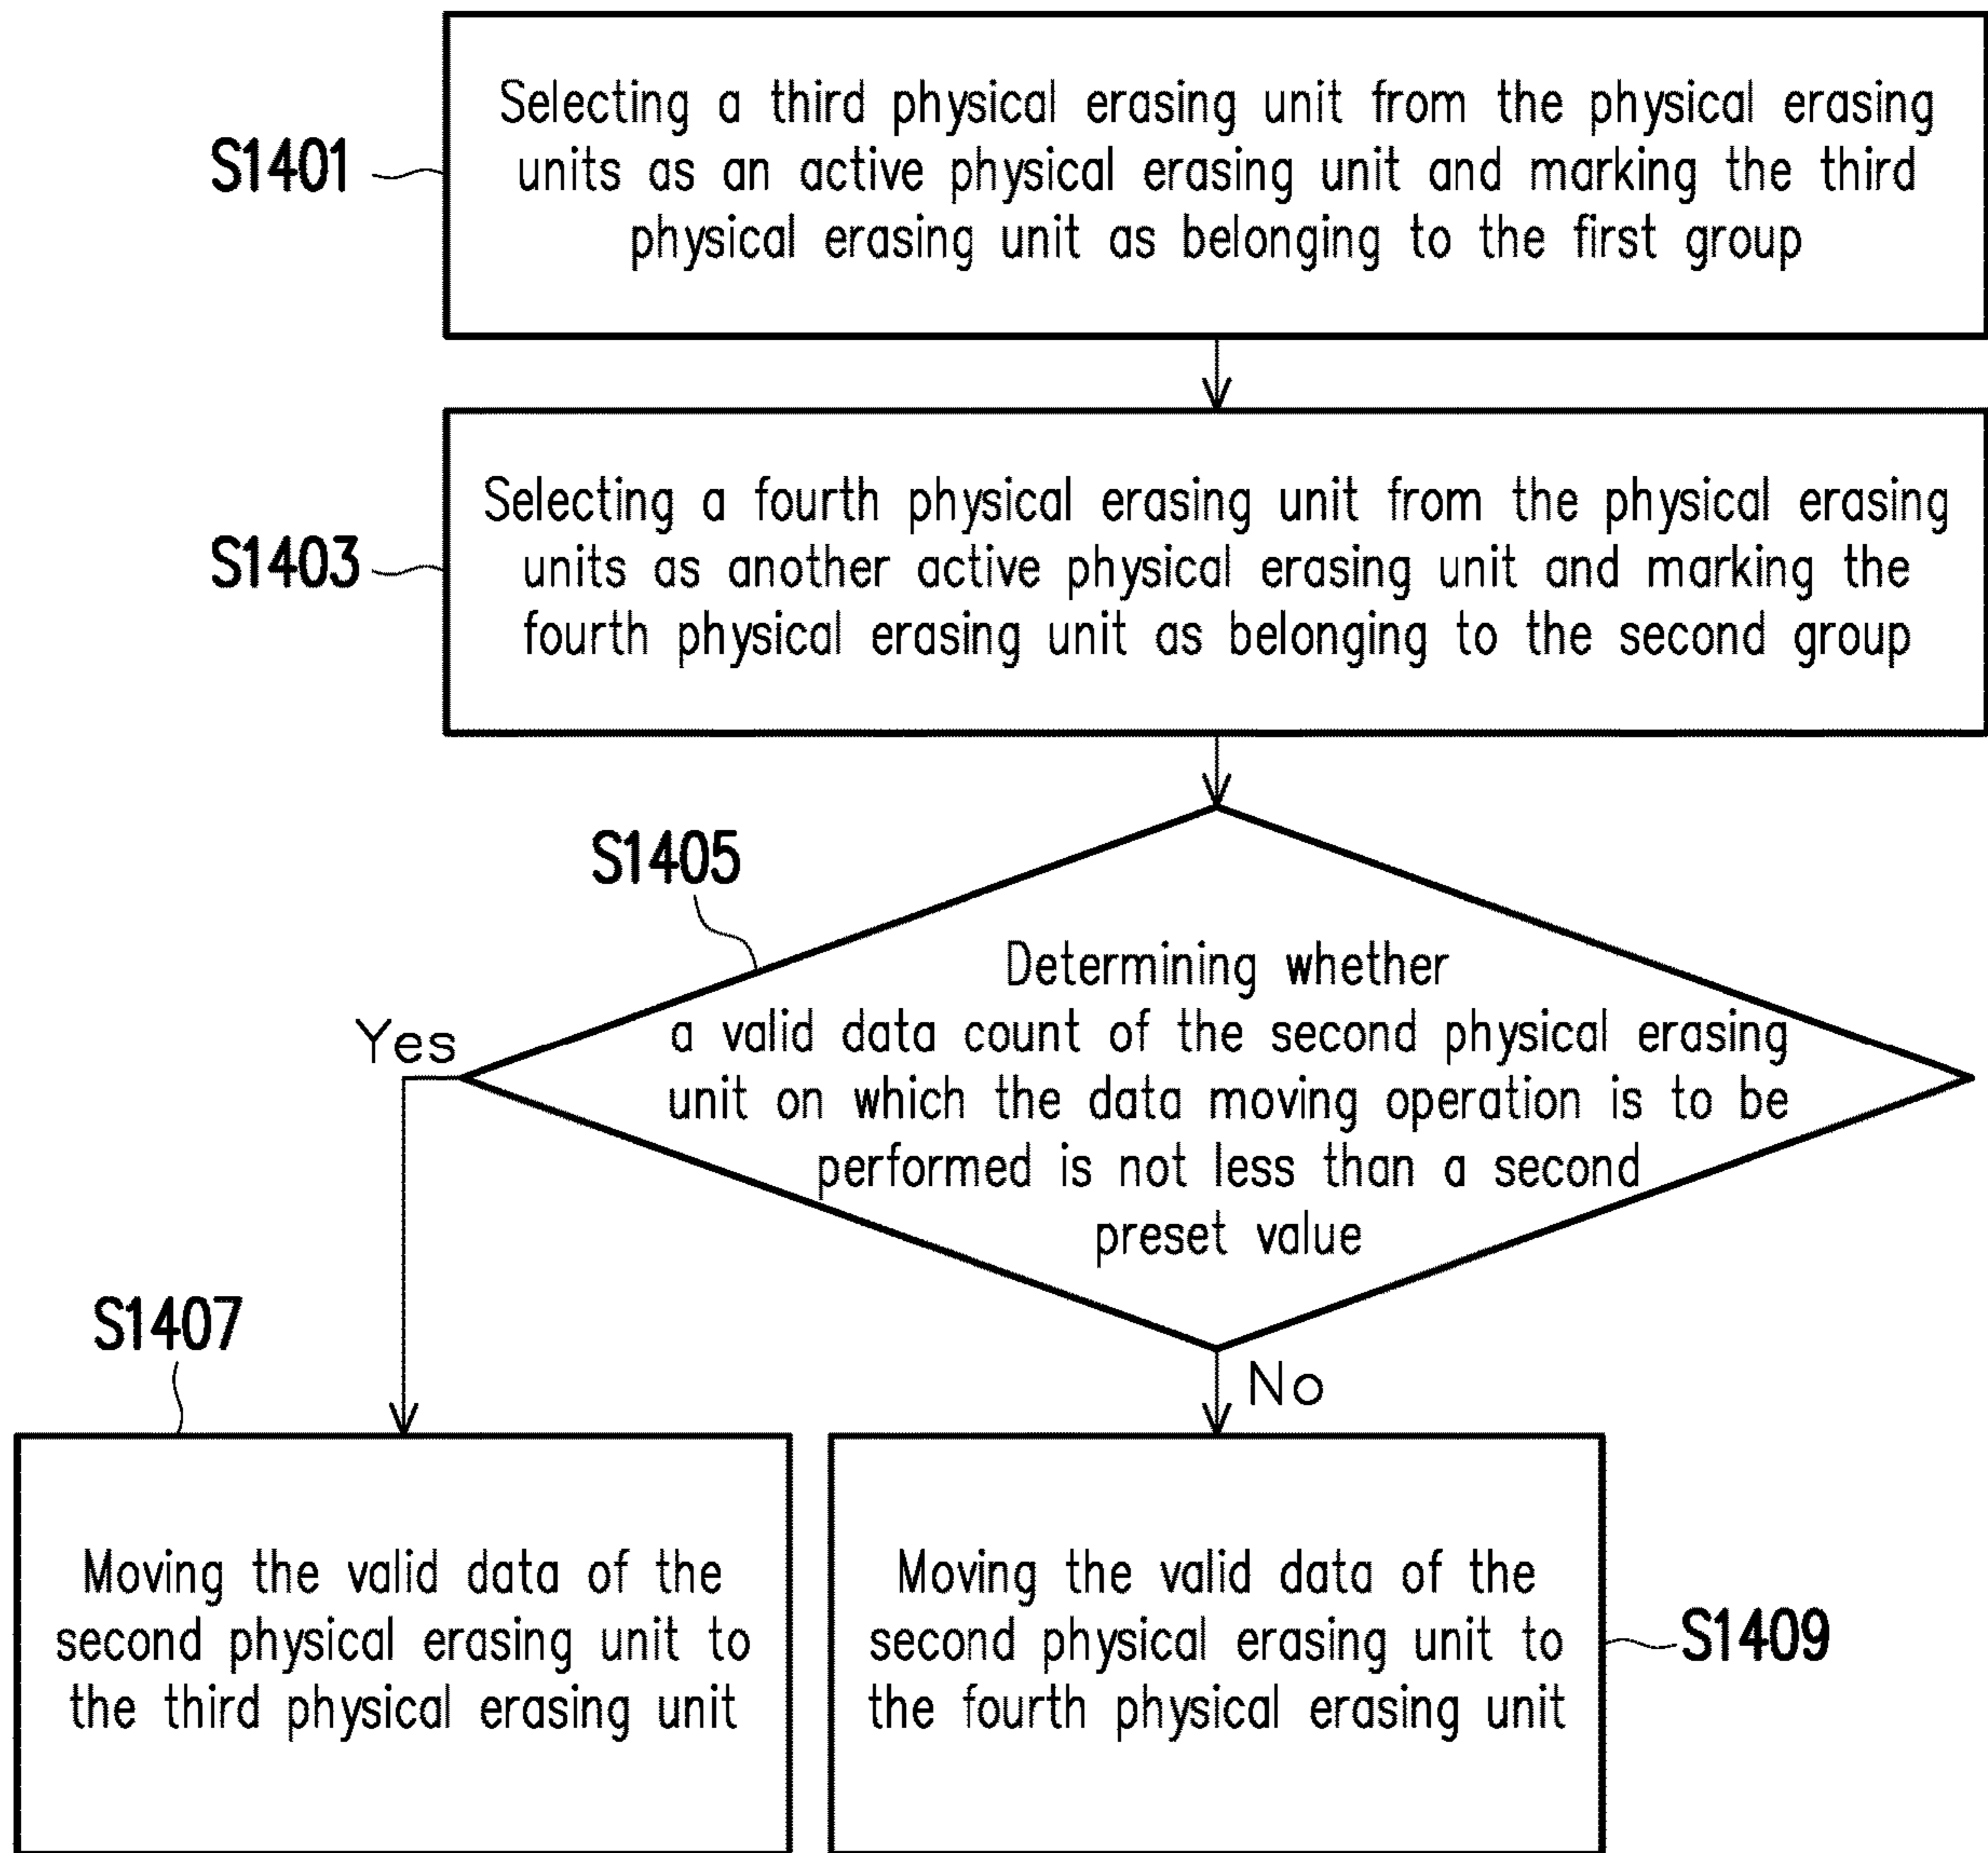 S1401
Selecting a third physical erasing unit from the physical erasing
units as an active physical erasing unit and marking the third
physical erasing unit as belonging to the first group
S1403
Selecting a fourth physical erasing unit from the physical erasing
units as another active physical erasing unit and marking the
fourth physical erasing unit as belonging to the second group
S1405
Determining whether
a valid data count of the second physical erasing
unit on which the data moving operation is to be
performed is not less than a second
preset value
Yes
No
S1407
Moving the valid data of the
second physical erasing unit to
the third physical erasing unit
Moving the valid data of the
second physical erasing unit to
the fourth physical erasing unit
S1409